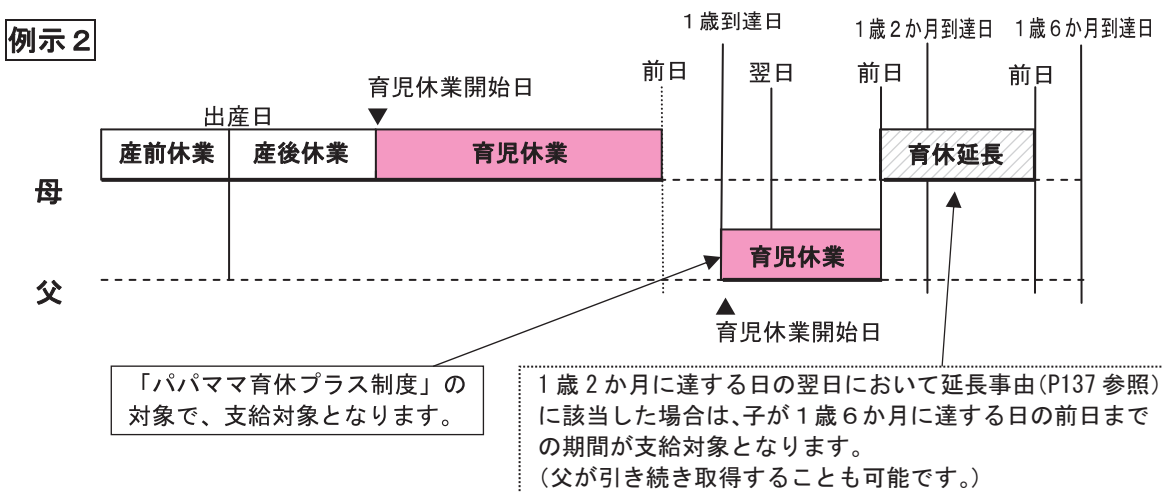 例示２
１歳到達日
１歳２か月到達日
１歳６か月到達日
前日
翌日
前日
前日
育児休業開始日
▼
出産日
産前休業
産後休業
育児休業
育休延長
母
育児休業
父
▲
育児休業開始日
「パパママ育休プラス制度」の
対象で、支給対象となります。
１歳２か月に達する日の翌日において延長事由(P137 参照)
に該当した場合は、子が１歳６か月に達する日の前日まで
の期間が支給対象となります。
(父が引き続き取得することも可能です。)